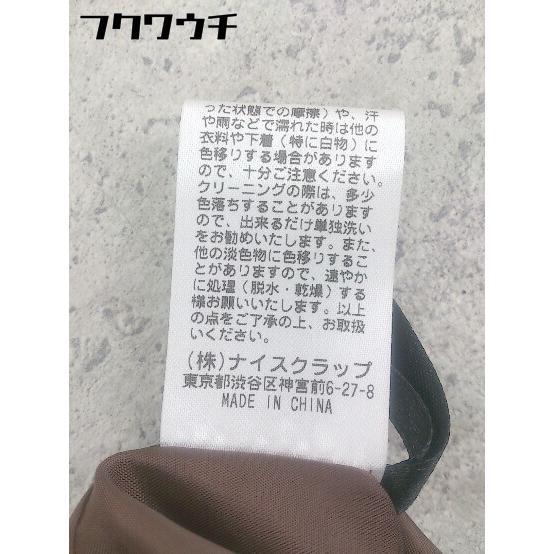 フクワウチ
った状態での摩擦)や、汗
や雨などで濡れた時は他の
衣料や下着(特に白物)に
色移りする場合があります
ので、十分ご注意ください。
クリーニングの際は、多少
色落ちすることがあります
ので、出来るだけ単独洗い
をお勧めいたします。また、
他の淡色物に色移りするこ
とがありますので、速やか
に処理(脱水・乾燥)する
様お願いいたします。以上
の点をご了承の上、お取扱
いください。
(株)ナイスクラップ
東京都渋谷区神宮前6-27-8
MADE IN CHINA